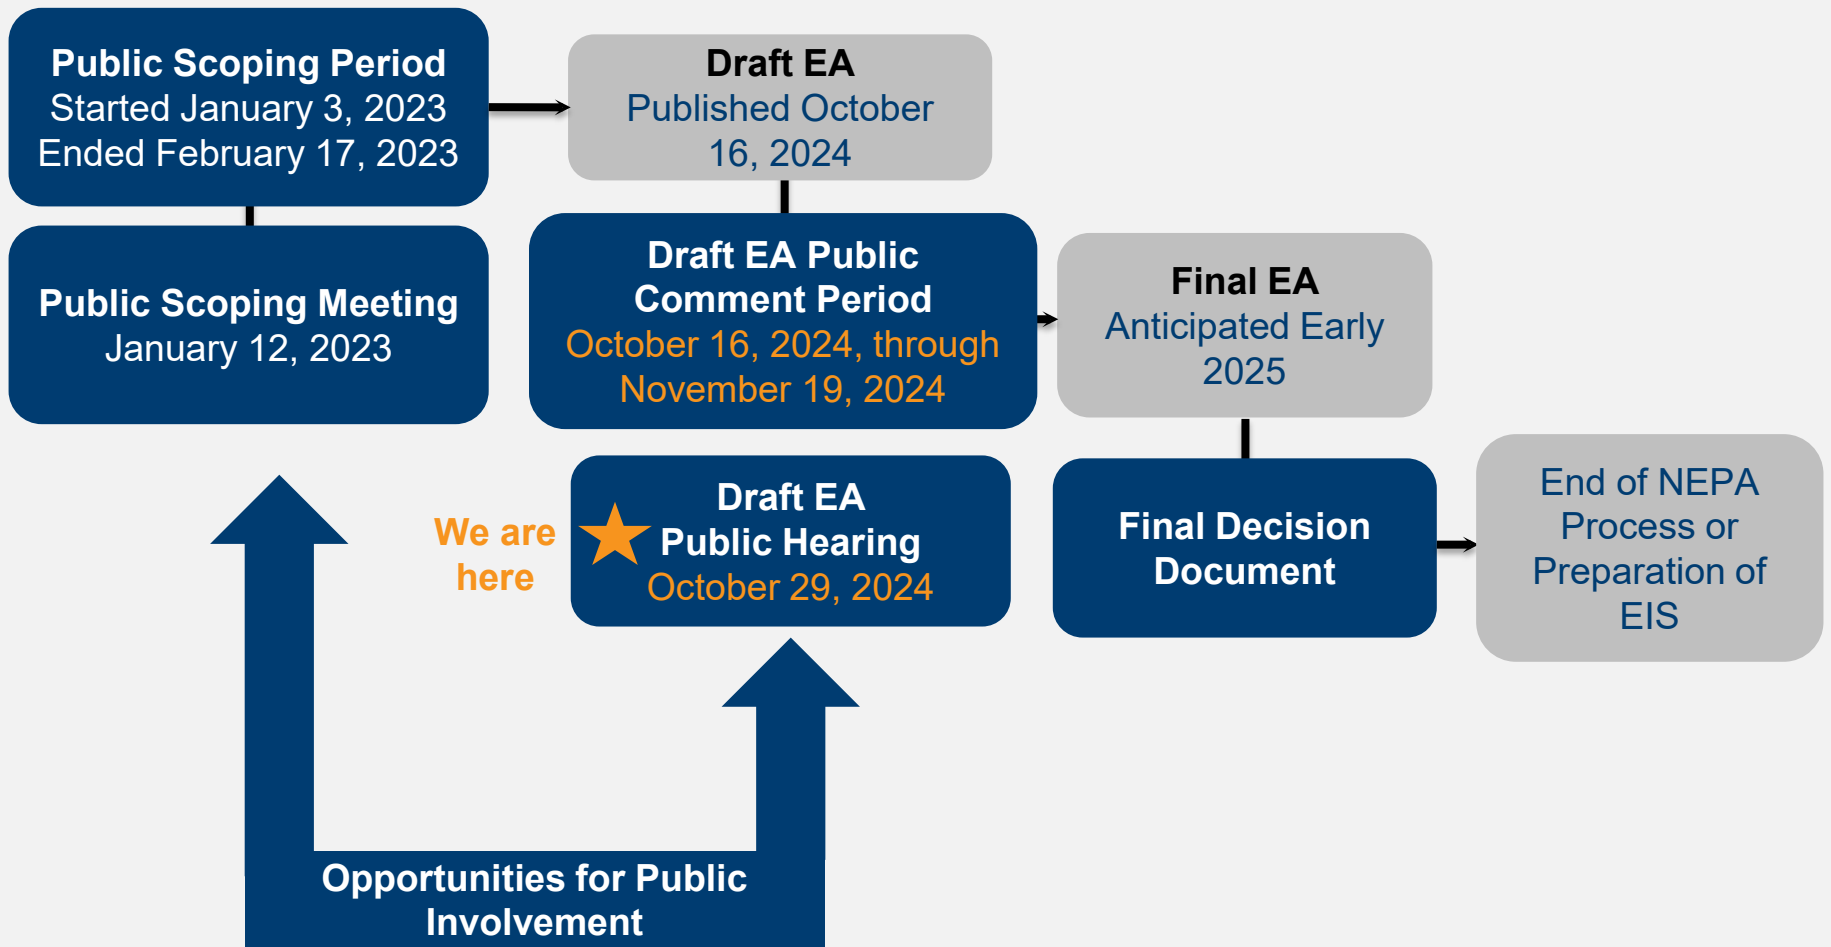 Public Scoping Period
Started January 3, 2023
Ended February 17, 2023
Public Scoping Meeting
January 12, 2023
Draft EA
Published October
16, 2024
Draft EA Public
Comment Period
October 16, 2024, through
November 19, 2024
We are
here
Draft EA
Public Hearing
October 29, 2024
Final EA
Anticipated Early
2025
Final Decision
Document
End of NEPA
Process or
Preparation of
EIS
Opportunities for Public
Involvement